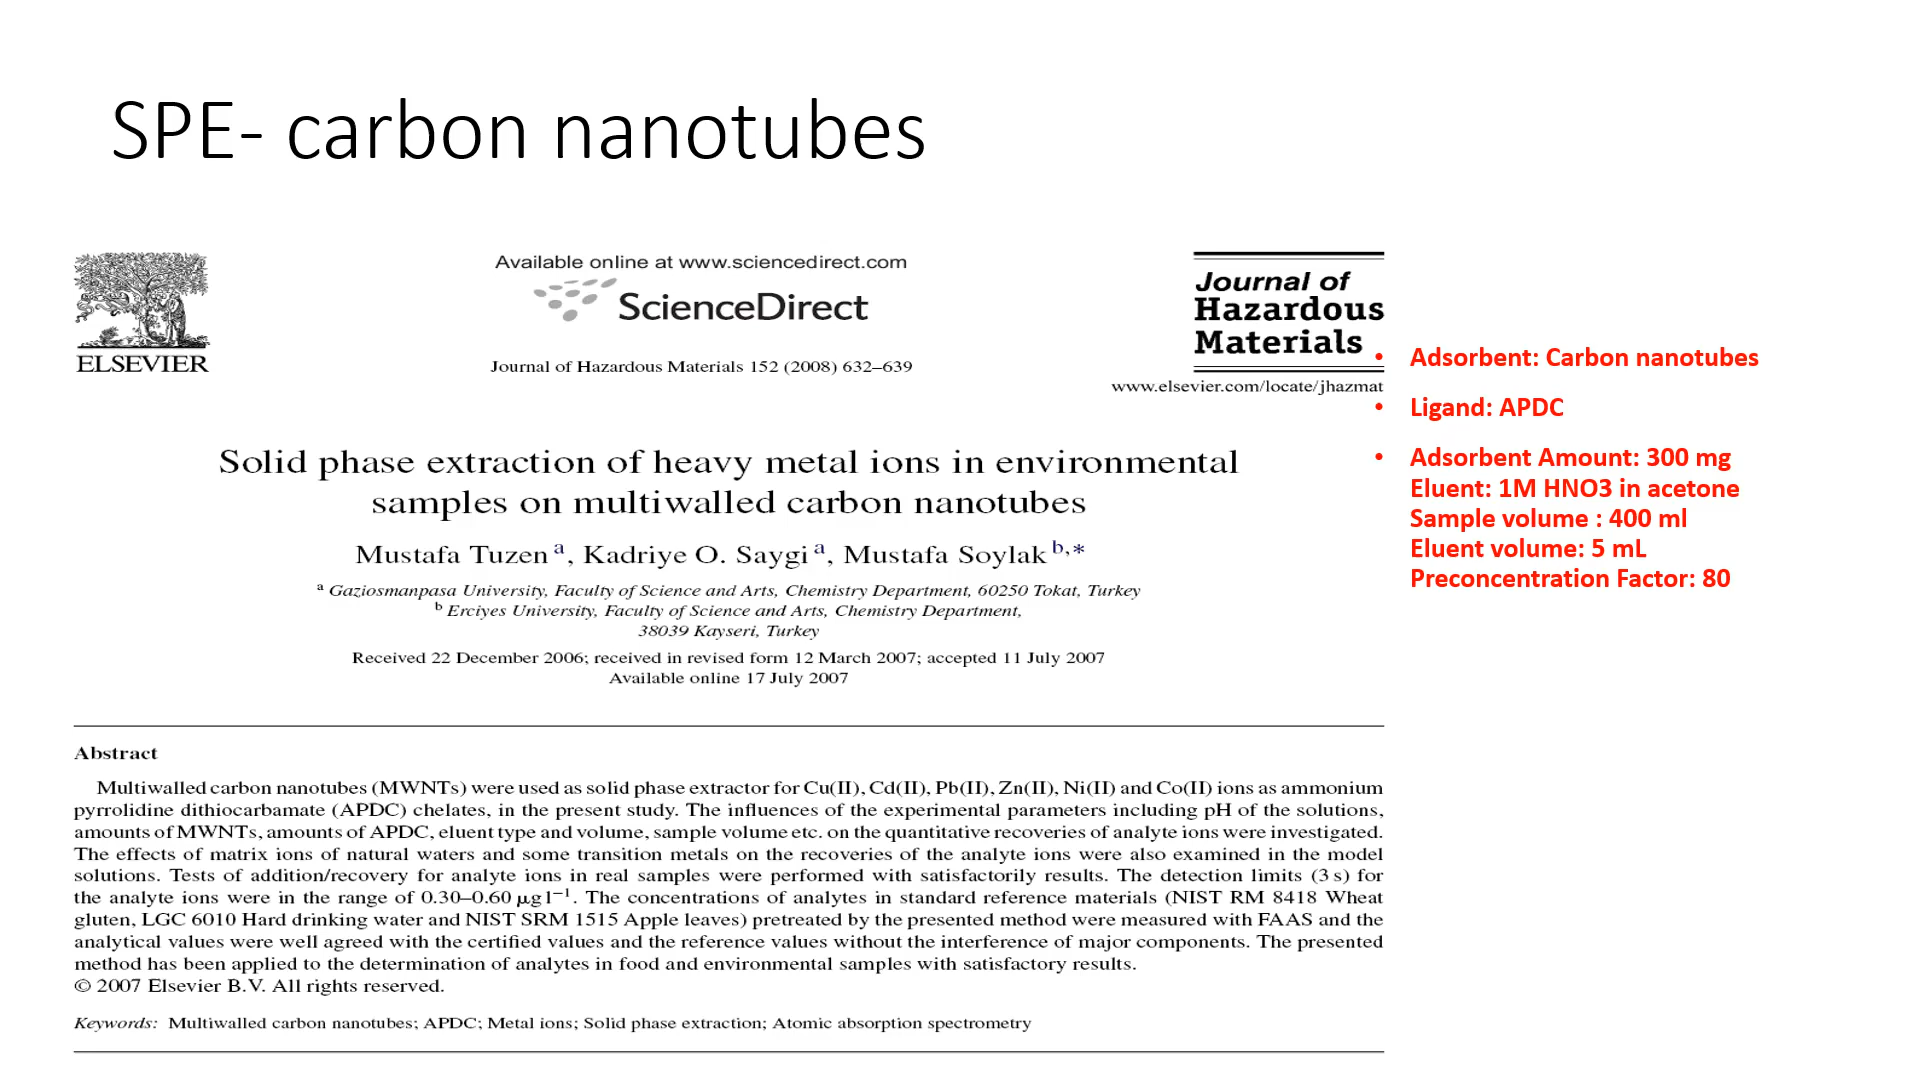 SPE- carbon nanotubes
ELSEVIER
Available online at www.sciencedirect.com
ScienceDirect
Journal of Hazardous Materials 152 (2008) 632–639
Journal of
Hazardous
Materials
www.elsevier.com/locate/jhazmat
Solid phase extraction of heavy metal ions in environmental
samples on multiwalled carbon nanotubes
Mustafa Tuzen a, Kadriye O. Saygi a, Mustafa Soylak b,*
a Gaziosmanpasa University, Faculty of Science and Arts, Chemistry Department, 60250 Tokat, Turkey
b Erciyes University, Faculty of Science and Arts, Chemistry Department,
38039 Kayseri, Turkey
Received 22 December 2006; received in revised form 12 March 2007; accepted 11 July 2007
Available online 17 July 2007
Abstract
Multiwalled carbon nanotubes (MWNTs) were used as solid phase extractor for Cu(II), Cd(II), Pb(II), Zn(II), Ni(II) and Co(II) ions as ammonium
pyrrolidine dithiocarbamate (APDC) chelates, in the present study. The influences of the experimental parameters including pH of the solutions,
amounts of MWNTs, amounts of APDC, eluent type and volume, sample volume etc. on the quantitative recoveries of analyte ions were investigated.
The effects of matrix ions of natural waters and some transition metals on the recoveries of the analyte ions were also examined in the model
solutions. Tests of addition/recovery for analyte ions in real samples were performed with satisfactorily results. The detection limits (3 s) for
the analyte ions were in the range of 0.30–0.60 μg l⁻¹. The concentrations of analytes in standard reference materials (NIST RM 8418 Wheat
gluten, LGC 6010 Hard drinking water and NIST SRM 1515 Apple leaves) pretreated by the presented method were measured with FAAS and the
analytical values were well agreed with the certified values and the reference values without the interference of major components. The presented
method has been applied to the determination of analytes in food and environmental samples with satisfactory results.
© 2007 Elsevier B.V. All rights reserved.
Keywords: Multiwalled carbon nanotubes; APDC; Metal ions; Solid phase extraction; Atomic absorption spectrometry
• Adsorbent: Carbon nanotubes
• Ligand: APDC
• Adsorbent Amount: 300 mg
Eluent: 1M HNO3 in acetone
Sample volume : 400 ml
Eluent volume: 5 mL
Preconcentration Factor: 80